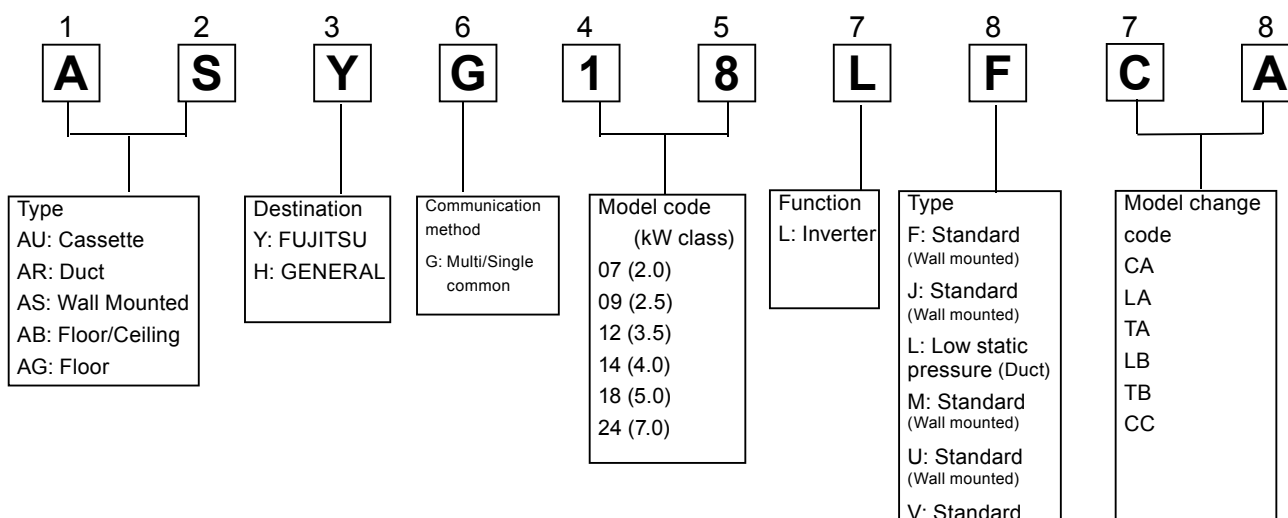 1 2 3 6 4 5 7 8 7 8
A S Y G 1 8 L F C A
Type
AU: Cassette
AR: Duct
AS: Wall Mounted
AB: Floor/Ceiling
AG: Floor
Destination
Y: FUJITSU
H: GENERAL
Communication
method
G: Multi/Single
common
Model code
(kW class)
07 (2.0)
09 (2.5)
12 (3.5)
14 (4.0)
18 (5.0)
24 (7.0)
Function
L: Inverter
Type
F: Standard
(Wall mounted)
J: Standard
(Wall mounted)
L: Low static
pressure (Duct)
M: Standard
(Wall mounted)
U: Standard
(Wall mounted)
V: Standard
Model change
code
CA
LA
TA
LB
TB
CC